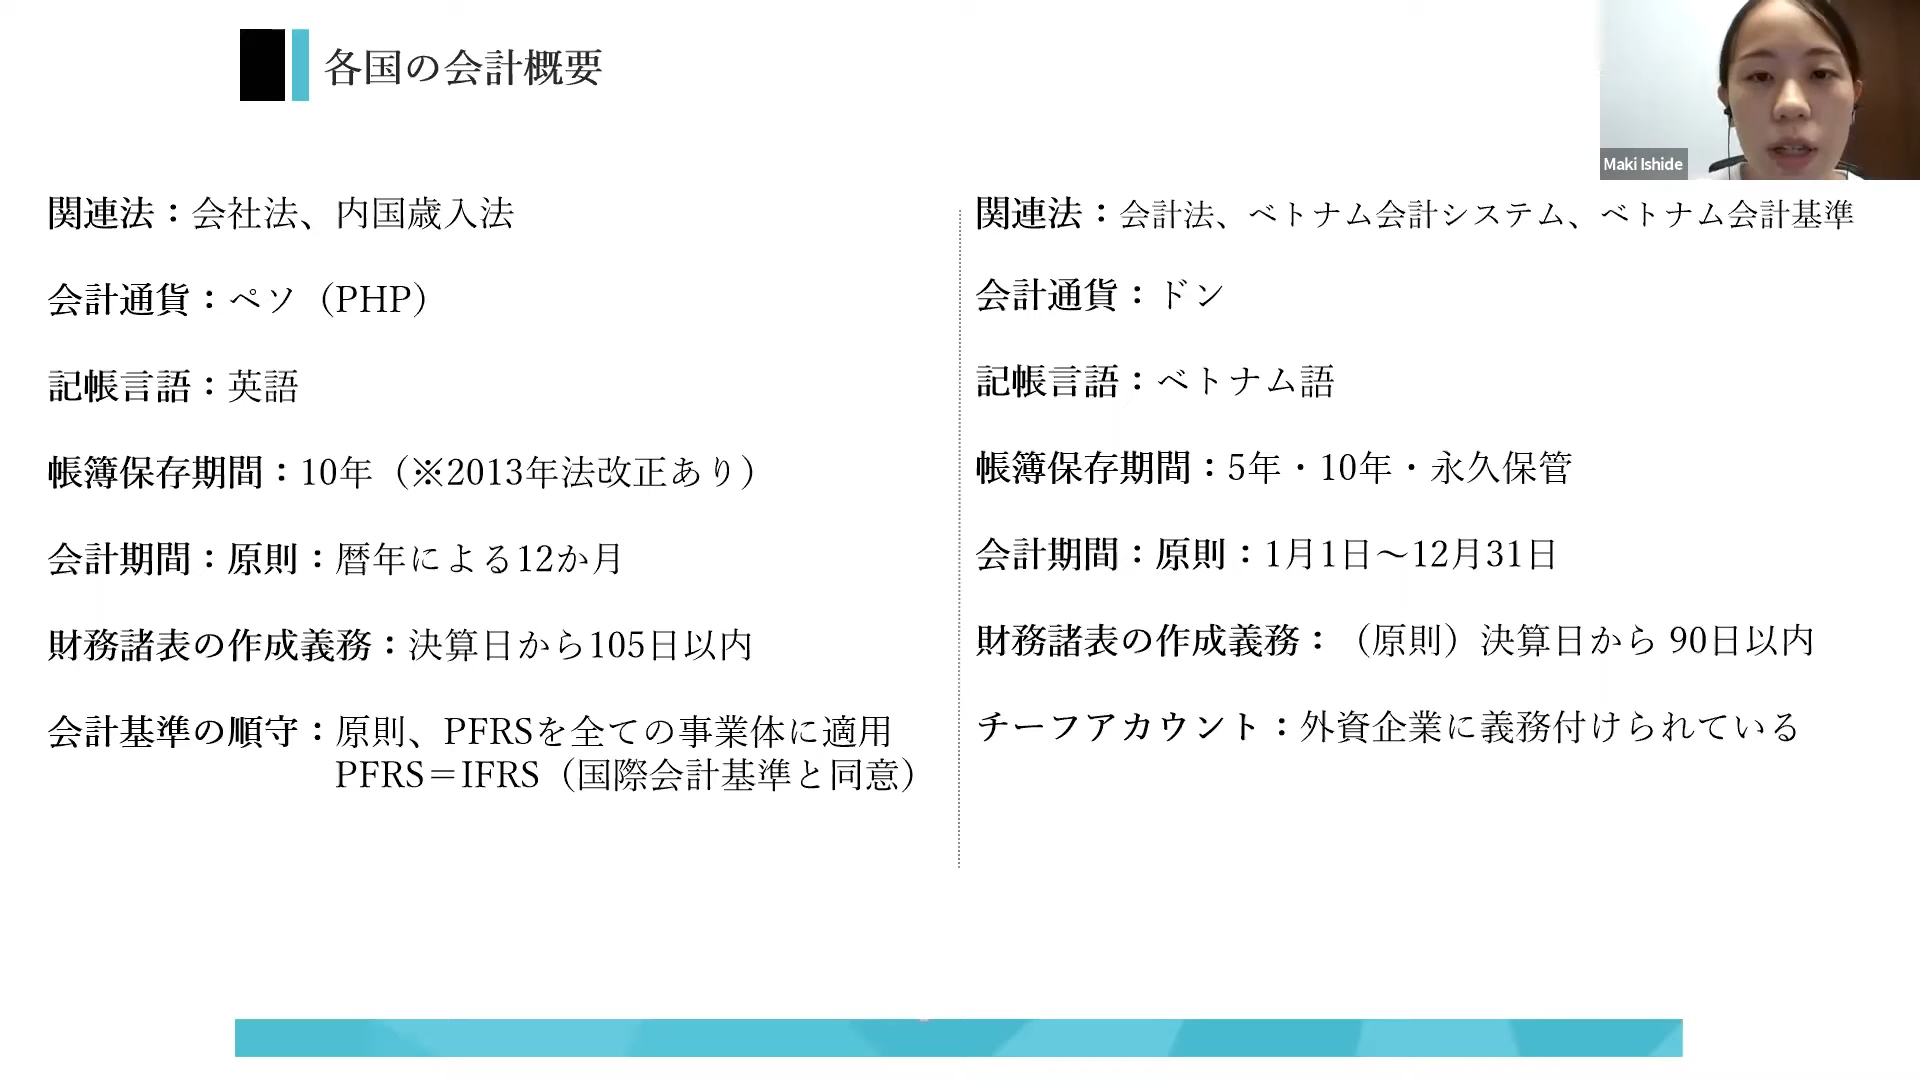 各国の会計概要
Maki Ishide
関連法：会社法、内国歳入法
会計通貨：ペソ（PHP）
記帳言語：英語
帳簿保存期間：10年（※2013年法改正あり）
会計期間：原則：暦年による12か月
財務諸表の作成義務：決算日から105日以内
会計基準の順守：原則、PFRSを全ての事業体に適用
PFRS＝IFRS（国際会計基準と同意）
関連法：会計法、ベトナム会計システム、ベトナム会計基準
会計通貨：ドン
記帳言語：ベトナム語
帳簿保存期間：5年・10年・永久保管
会計期間：原則：1月1日～12月31日
財務諸表の作成義務：（原則）決算日から 90日以内
チーフアカウント：外資企業に義務付けられている